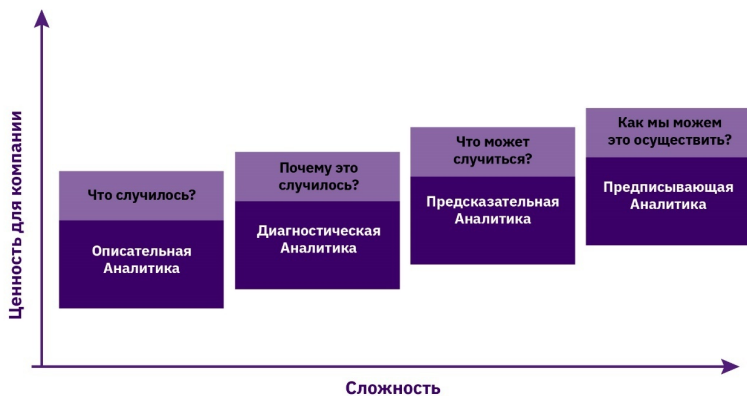 Ценность для компании
Что случилось?
Описательная
Аналитика
Почему это
случилось?
Диагностическая
Аналитика
Что может
случиться?
Предсказательная
Аналитика
Как мы можем
это осуществить?
Предписывающая
Аналитика
Сложность